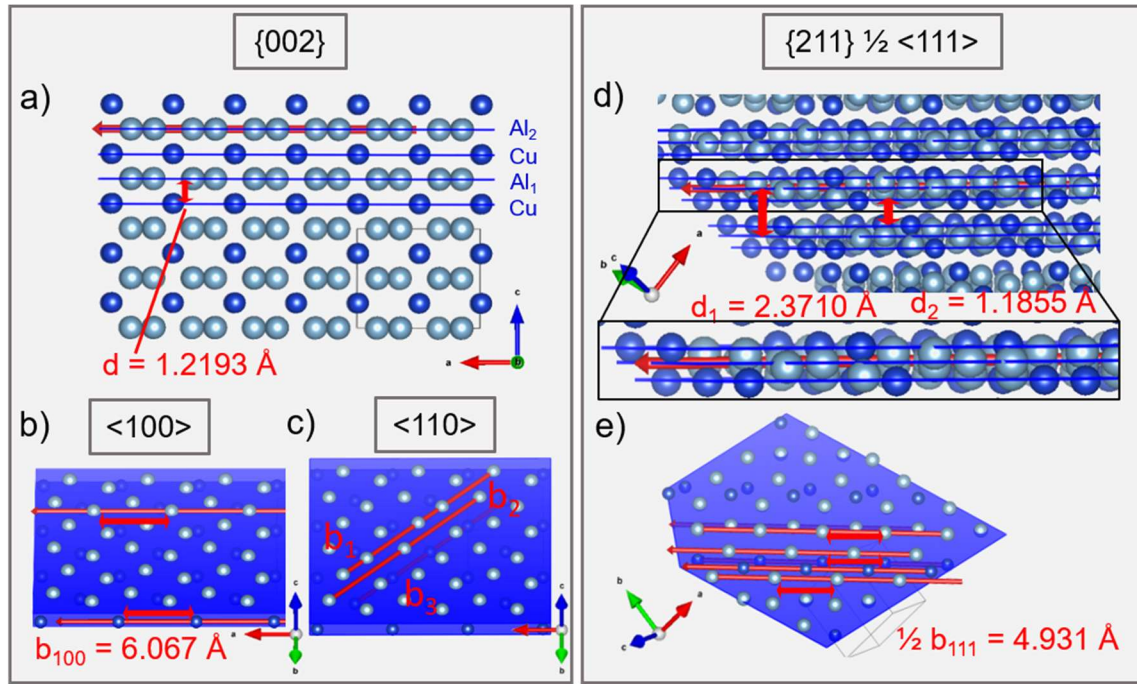 {002}
a)
Al2
Cu
Al1
Cu
d = 1.2193 Å
c
a
b
b)
<100>
b100 = 6.067 Å
c
a
b
c)
<110>
b1
b2
b3
c
a
b
{211} ½ <111>
d)
a
c
b
d1 = 2.3710 Å
d2 = 1.1855 Å
e)
b
a
c
½ b111 = 4.931 Å